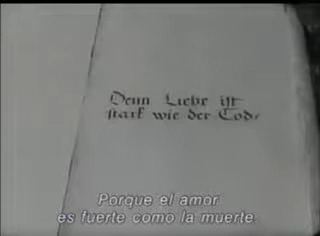 Denn Liebe ist
stark wie der Tod,
Porque el amor
es fuerte como la muerte.